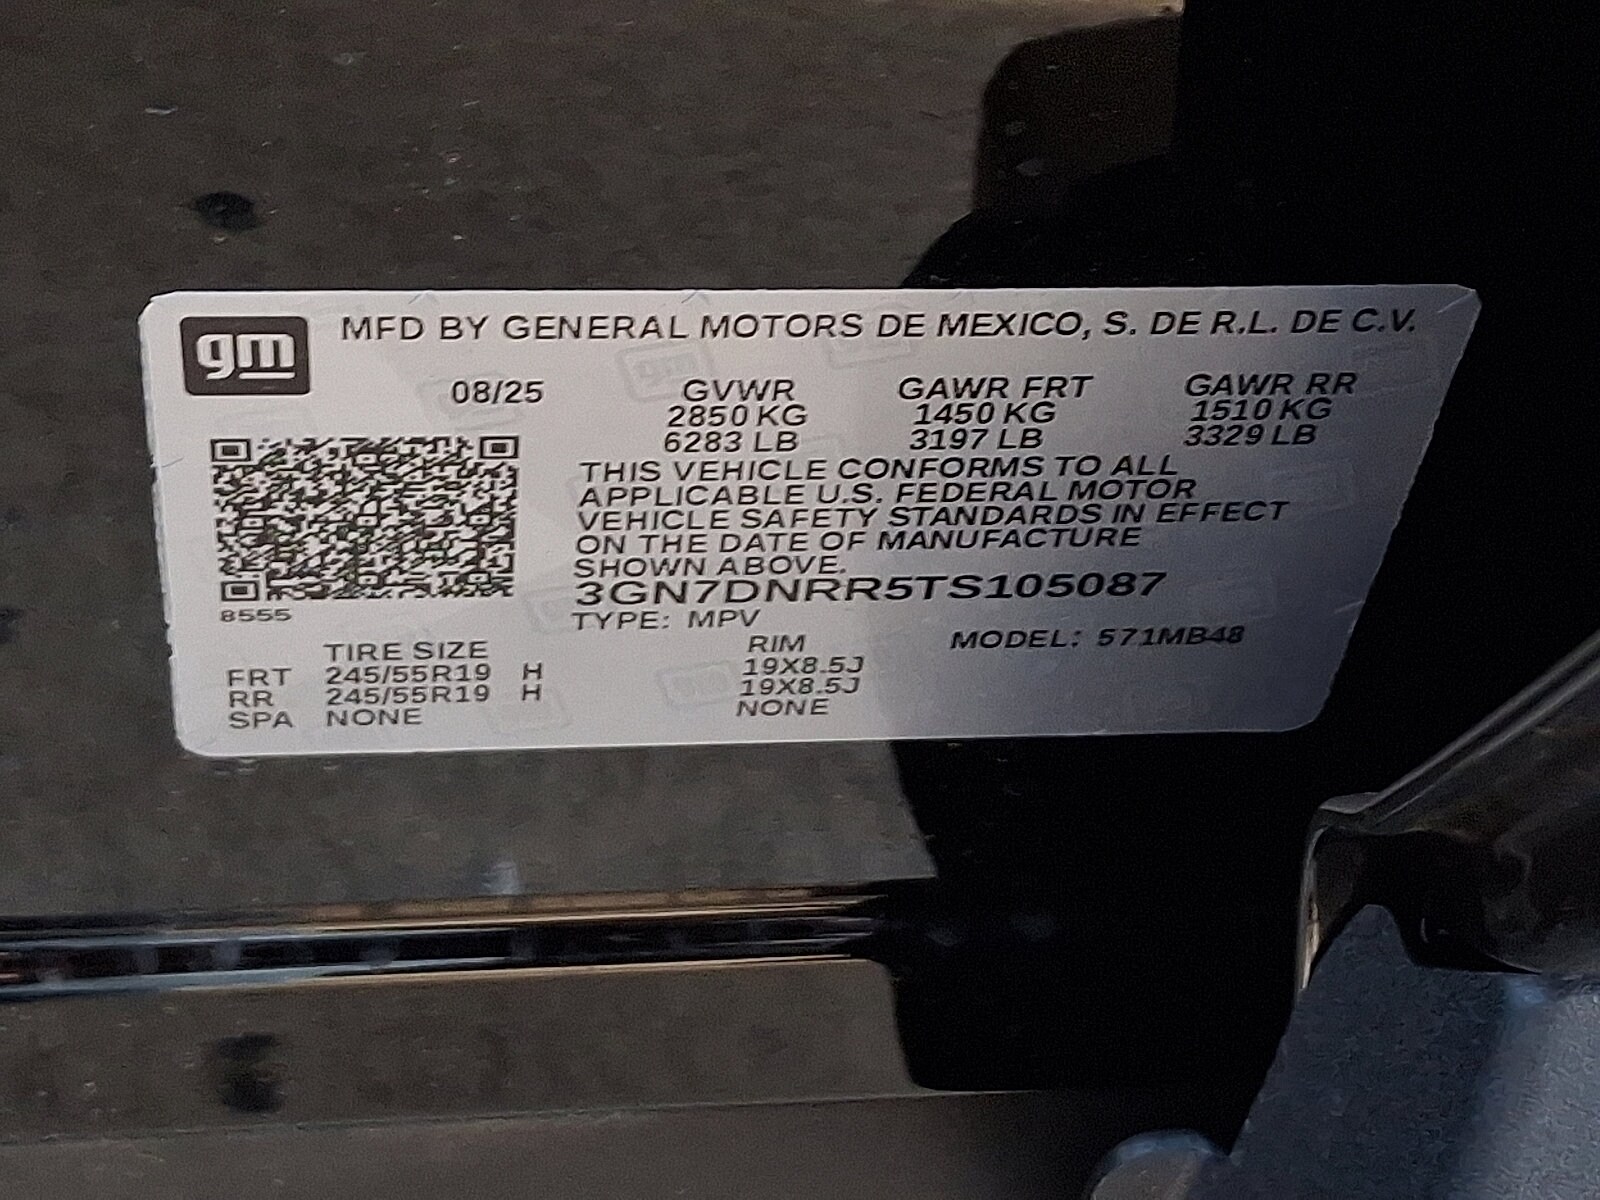 gm
MFD BY GENERAL MOTORS DE MEXICO, S. DE R.L. DE C.V.
08/25 GVWR GAWR FRT GAWR RR
2850 KG 1450 KG 1510 KG
6283 LB 3197 LB 3329 LB
THIS VEHICLE CONFORMS TO ALL
APPLICABLE U.S. FEDERAL MOTOR
VEHICLE SAFETY STANDARDS IN EFFECT
ON THE DATE OF MANUFACTURE
SHOWN ABOVE.
3GN7DNRR5TS105087
8555
TYPE: MPV
TIRE SIZE RIM MODEL: 571MB48
FRT 245/55R19 H 19X8.5J
RR 245/55R19 H 19X8.5J
SPA NONE NONE